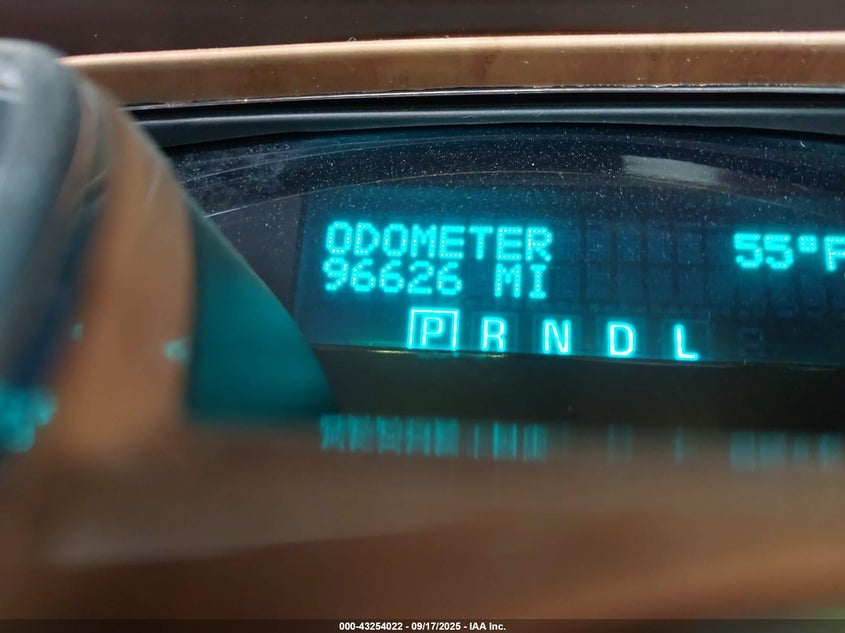 ODOMETER
96626 MI
55°F
P R N D L
000-43254022 - 09/17/2025 - IAA Inc.